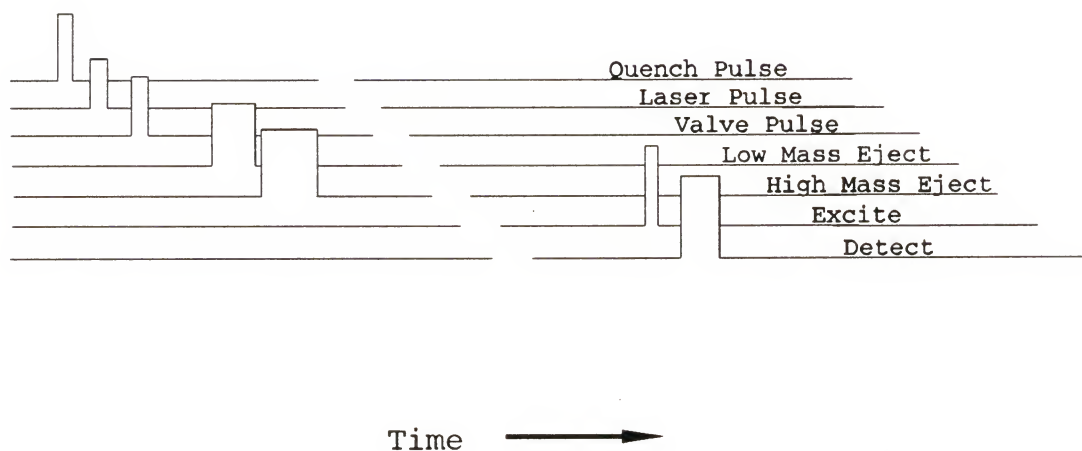 Quench Pulse
Laser Pulse
Valve Pulse
Low Mass Eject
High Mass Eject
Excite
Detect
Time